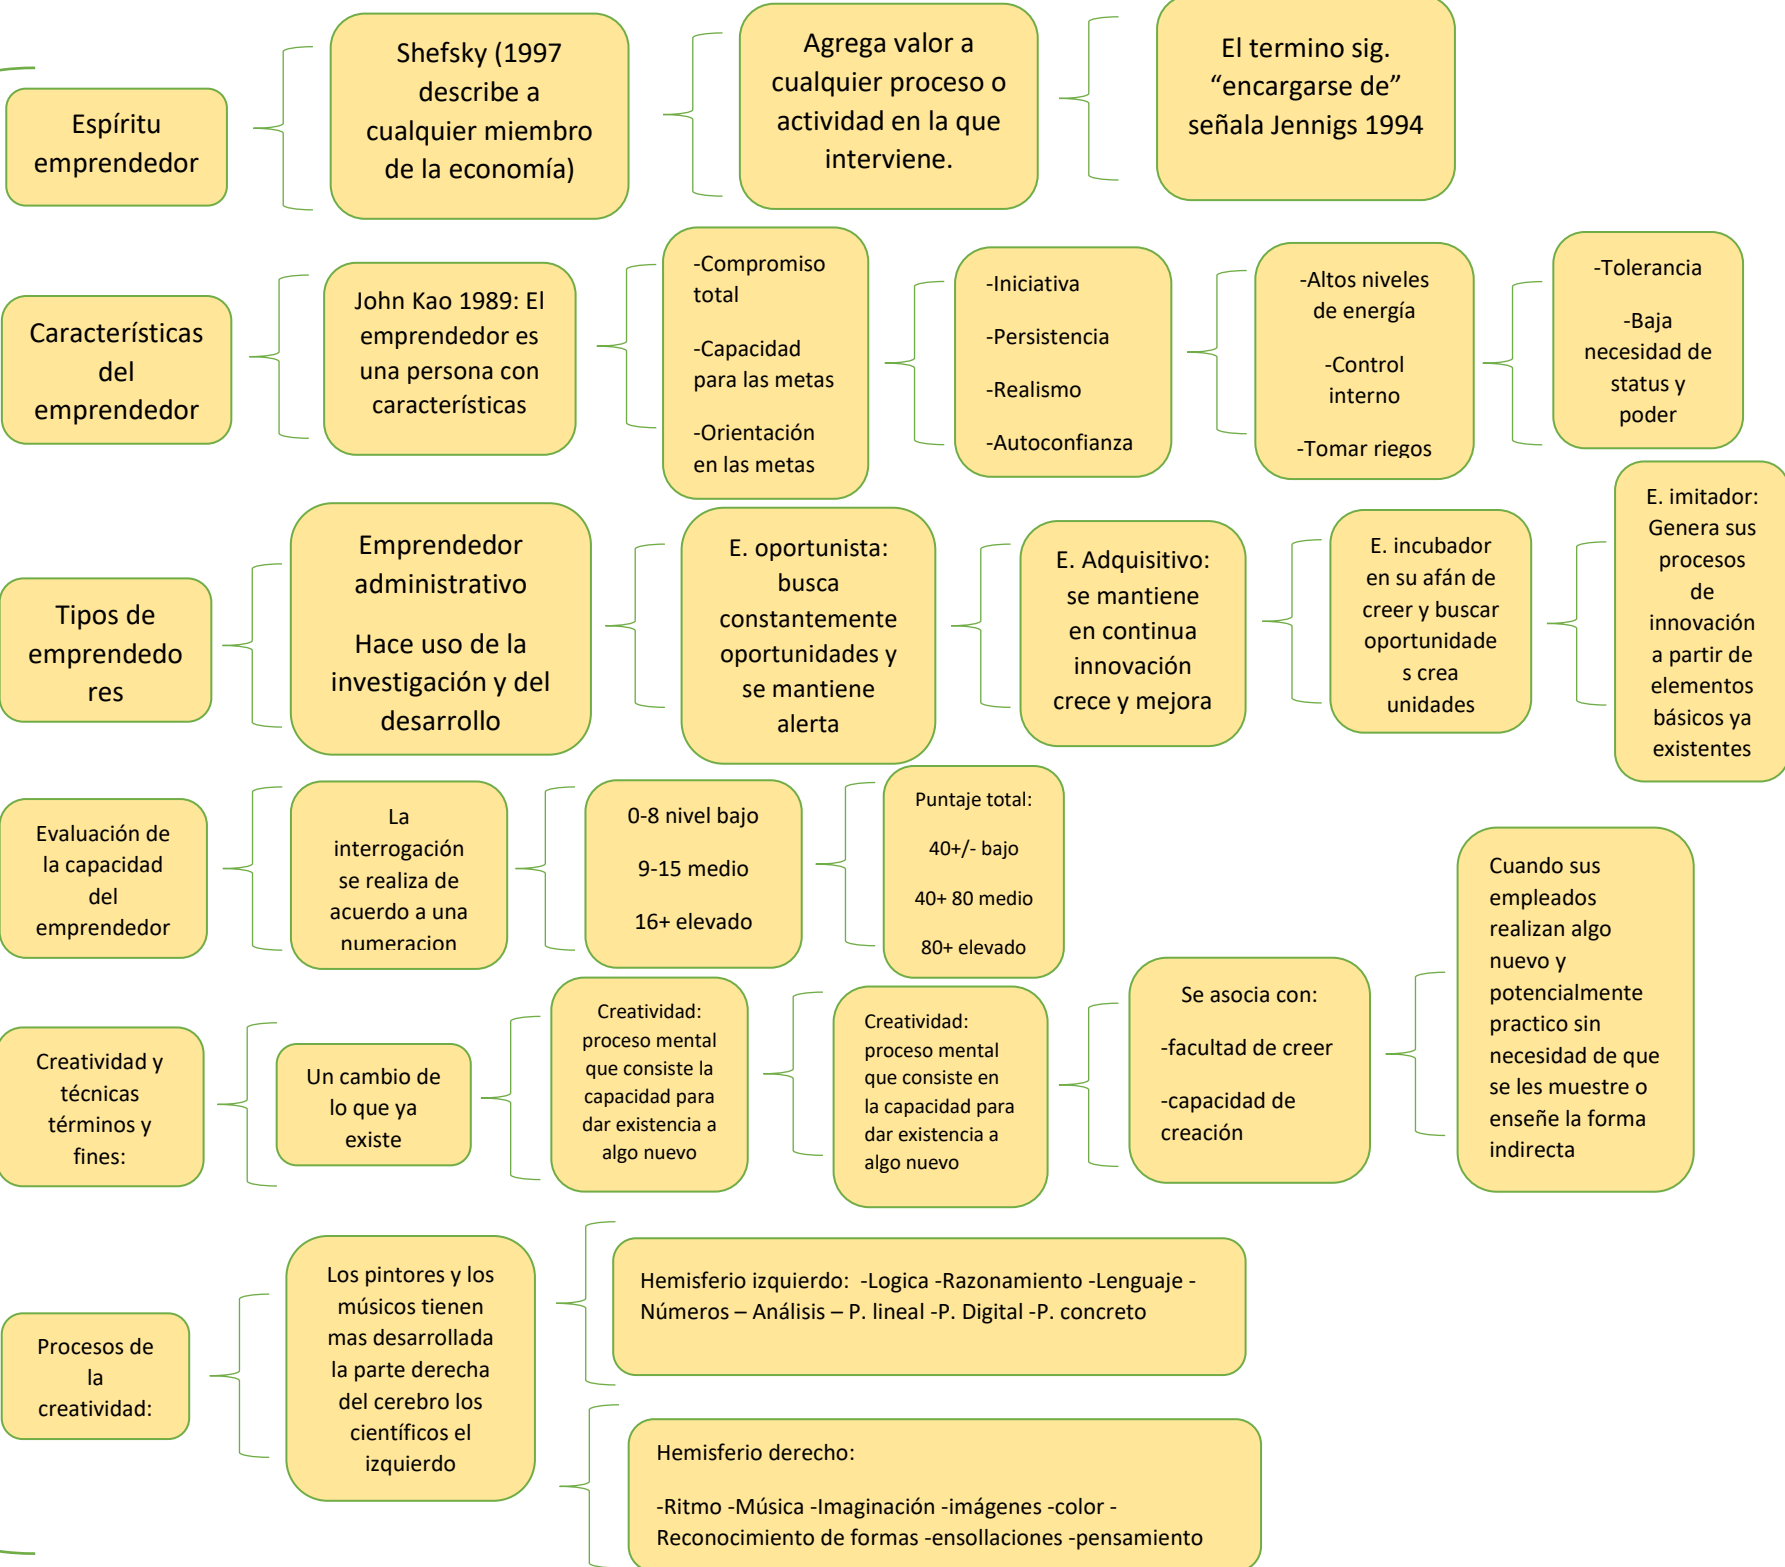 Espíritu
emprendedor
Shefsky (1997
describe a
cualquier miembro
de la economía)
Agrega valor a
cualquier proceso o
actividad en la que
interviene.
El termino sig.
“encargarse de”
señala Jennigs 1994
Características
del
emprendedor
John Kao 1989: El
emprendedor es
una persona con
características
-Compromiso
total
-Capacidad
para las metas
-Orientación
en las metas
-Iniciativa
-Persistencia
-Realismo
-Autoconfianza
-Altos niveles
de energía
-Control
interno
-Tomar riegos
-Tolerancia
-Baja
necesidad de
status y
poder
Tipos de
emprendedo
res
Emprendedor
administrativo
Hace uso de la
investigación y del
desarrollo
E. oportunista:
busca
constantemente
oportunidades y
se mantiene
alerta
E. Adquisitivo:
se mantiene
en continua
innovación
crece y mejora
E. incubador
en su afán de
creer y buscar
oportunidade
s crea
unidades
E. imitador:
Genera sus
procesos
de
innovación
a partir de
elementos
básicos ya
existentes
Evaluación de
la capacidad
del
emprendedor
La
interrogación
se realiza de
acuerdo a una
numeracion
0-8 nivel bajo
9-15 medio
16+ elevado
Puntaje total:
40+/- bajo
40+ 80 medio
80+ elevado
Creatividad y
técnicas
términos y
fines:
Un cambio de
lo que ya
existe
Creatividad:
proceso mental
que consiste la
capacidad para
dar existencia a
algo nuevo
Creatividad:
proceso mental
que consiste en
la capacidad para
dar existencia a
algo nuevo
Se asocia con:
-facultad de creer
-capacidad de
creación
Cuando sus
empleados
realizan algo
nuevo y
potencialmente
practico sin
necesidad de que
se les muestre o
enseñe la forma
indirecta
Procesos de
la
creatividad:
Los pintores y los
músicos tienen
mas desarrollada
la parte derecha
del cerebro los
científicos el
izquierdo
Hemisferio izquierdo:  -Logica -Razonamiento -Lenguaje -
Números – Análisis – P. lineal -P. Digital -P. concreto
Hemisferio derecho:
-Ritmo -Música -Imaginación -imágenes -color -
Reconocimiento de formas -ensollaciones -pensamiento